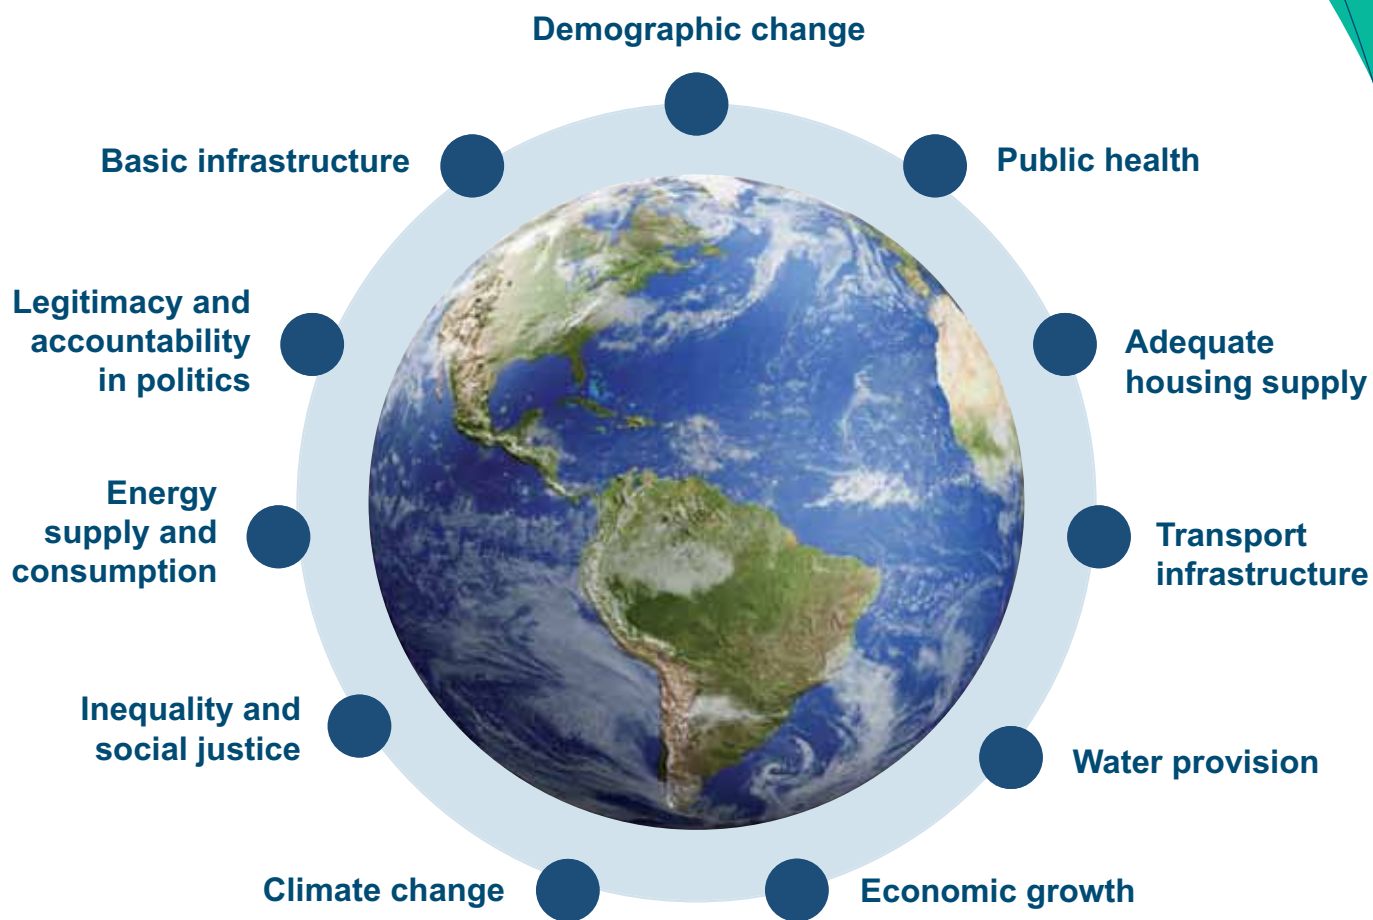 Demographic change
Basic infrastructure
Public health
Legitimacy and
accountability
in politics
Adequate
housing supply
Energy
supply and
consumption
Transport
infrastructure
Inequality and
social justice
Water provision
Climate change
Economic growth